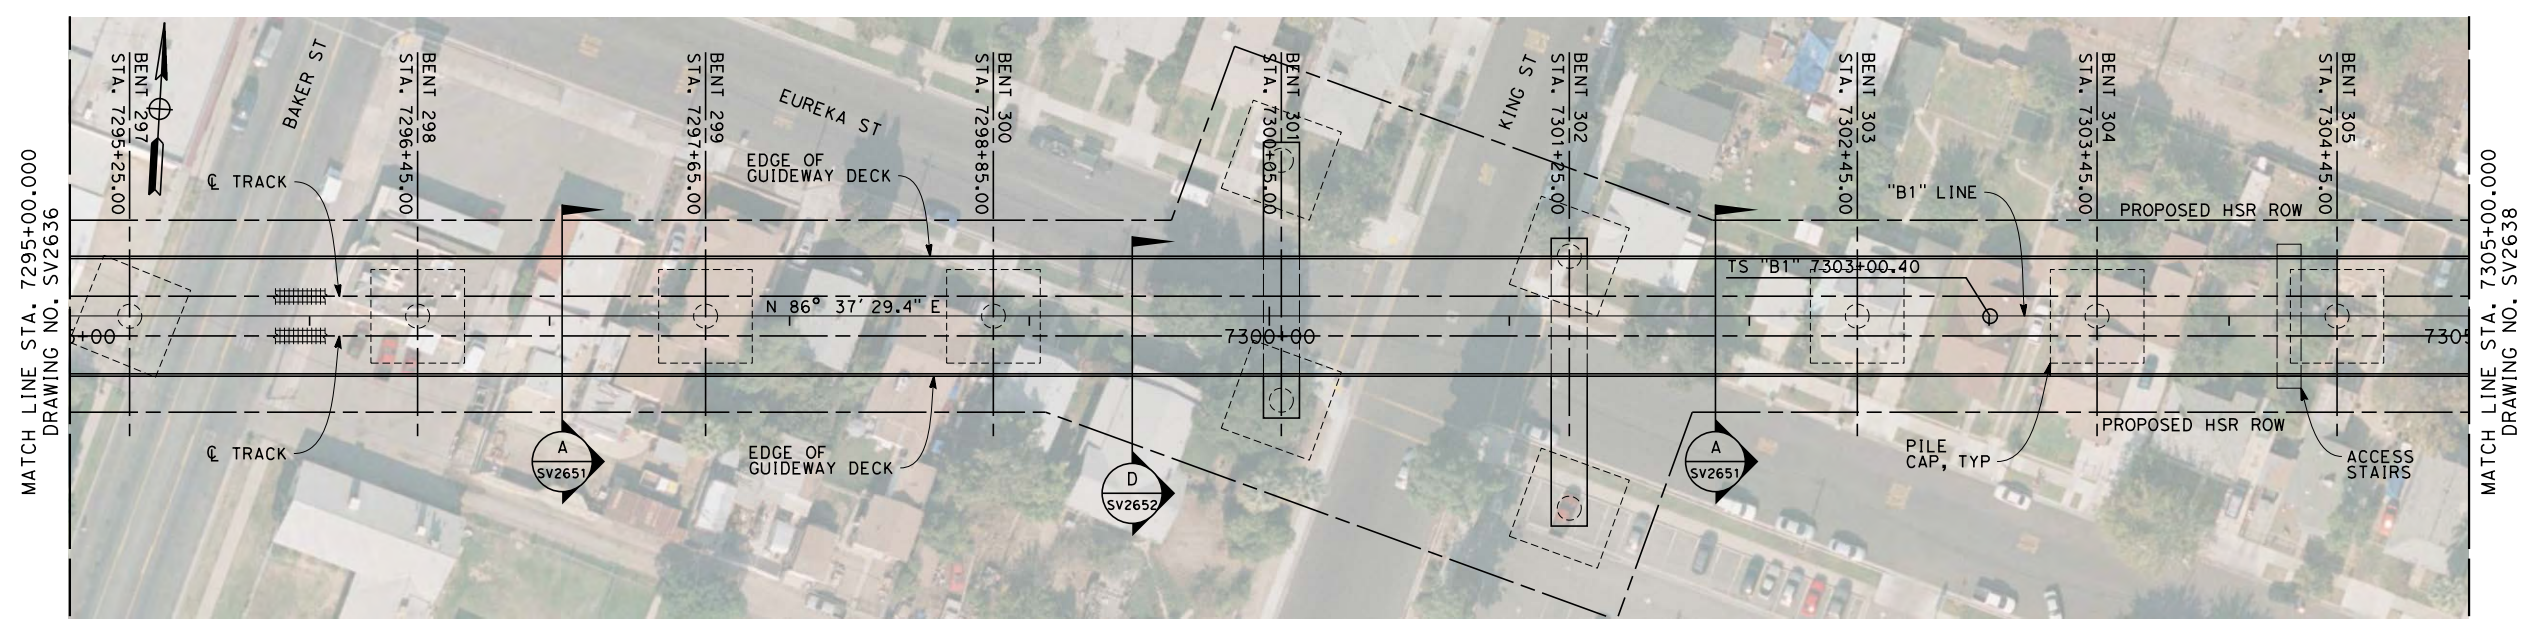 MATCH LINE STA. 7295+00.000
DRAWING NO. SV2636
BENT 297
STA. 7295+25.00
BAKER ST
BENT 298
STA. 7296+45.00
BENT 299
STA. 7297+65.00
EUREKA ST
BENT 300
STA. 7298+85.00
BENT 301
STA. 7300+05.00
KING ST
BENT 302
STA. 7301+25.00
BENT 303
STA. 7302+45.00
BENT 304
STA. 7303+45.00
BENT 305
STA. 7304+45.00
℄ TRACK
EDGE OF
GUIDEWAY DECK
"B1" LINE
PROPOSED HSR ROW
TS "B1" 7303+00.40
N 86° 37' 29.4" E
+00
7300+00
7305
℄ TRACK
A
SV2651
EDGE OF
GUIDEWAY DECK
D
SV2652
A
SV2651
PROPOSED HSR ROW
PILE
CAP, TYP
ACCESS
STAIRS
MATCH LINE STA. 7305+00.000
DRAWING NO. SV2638